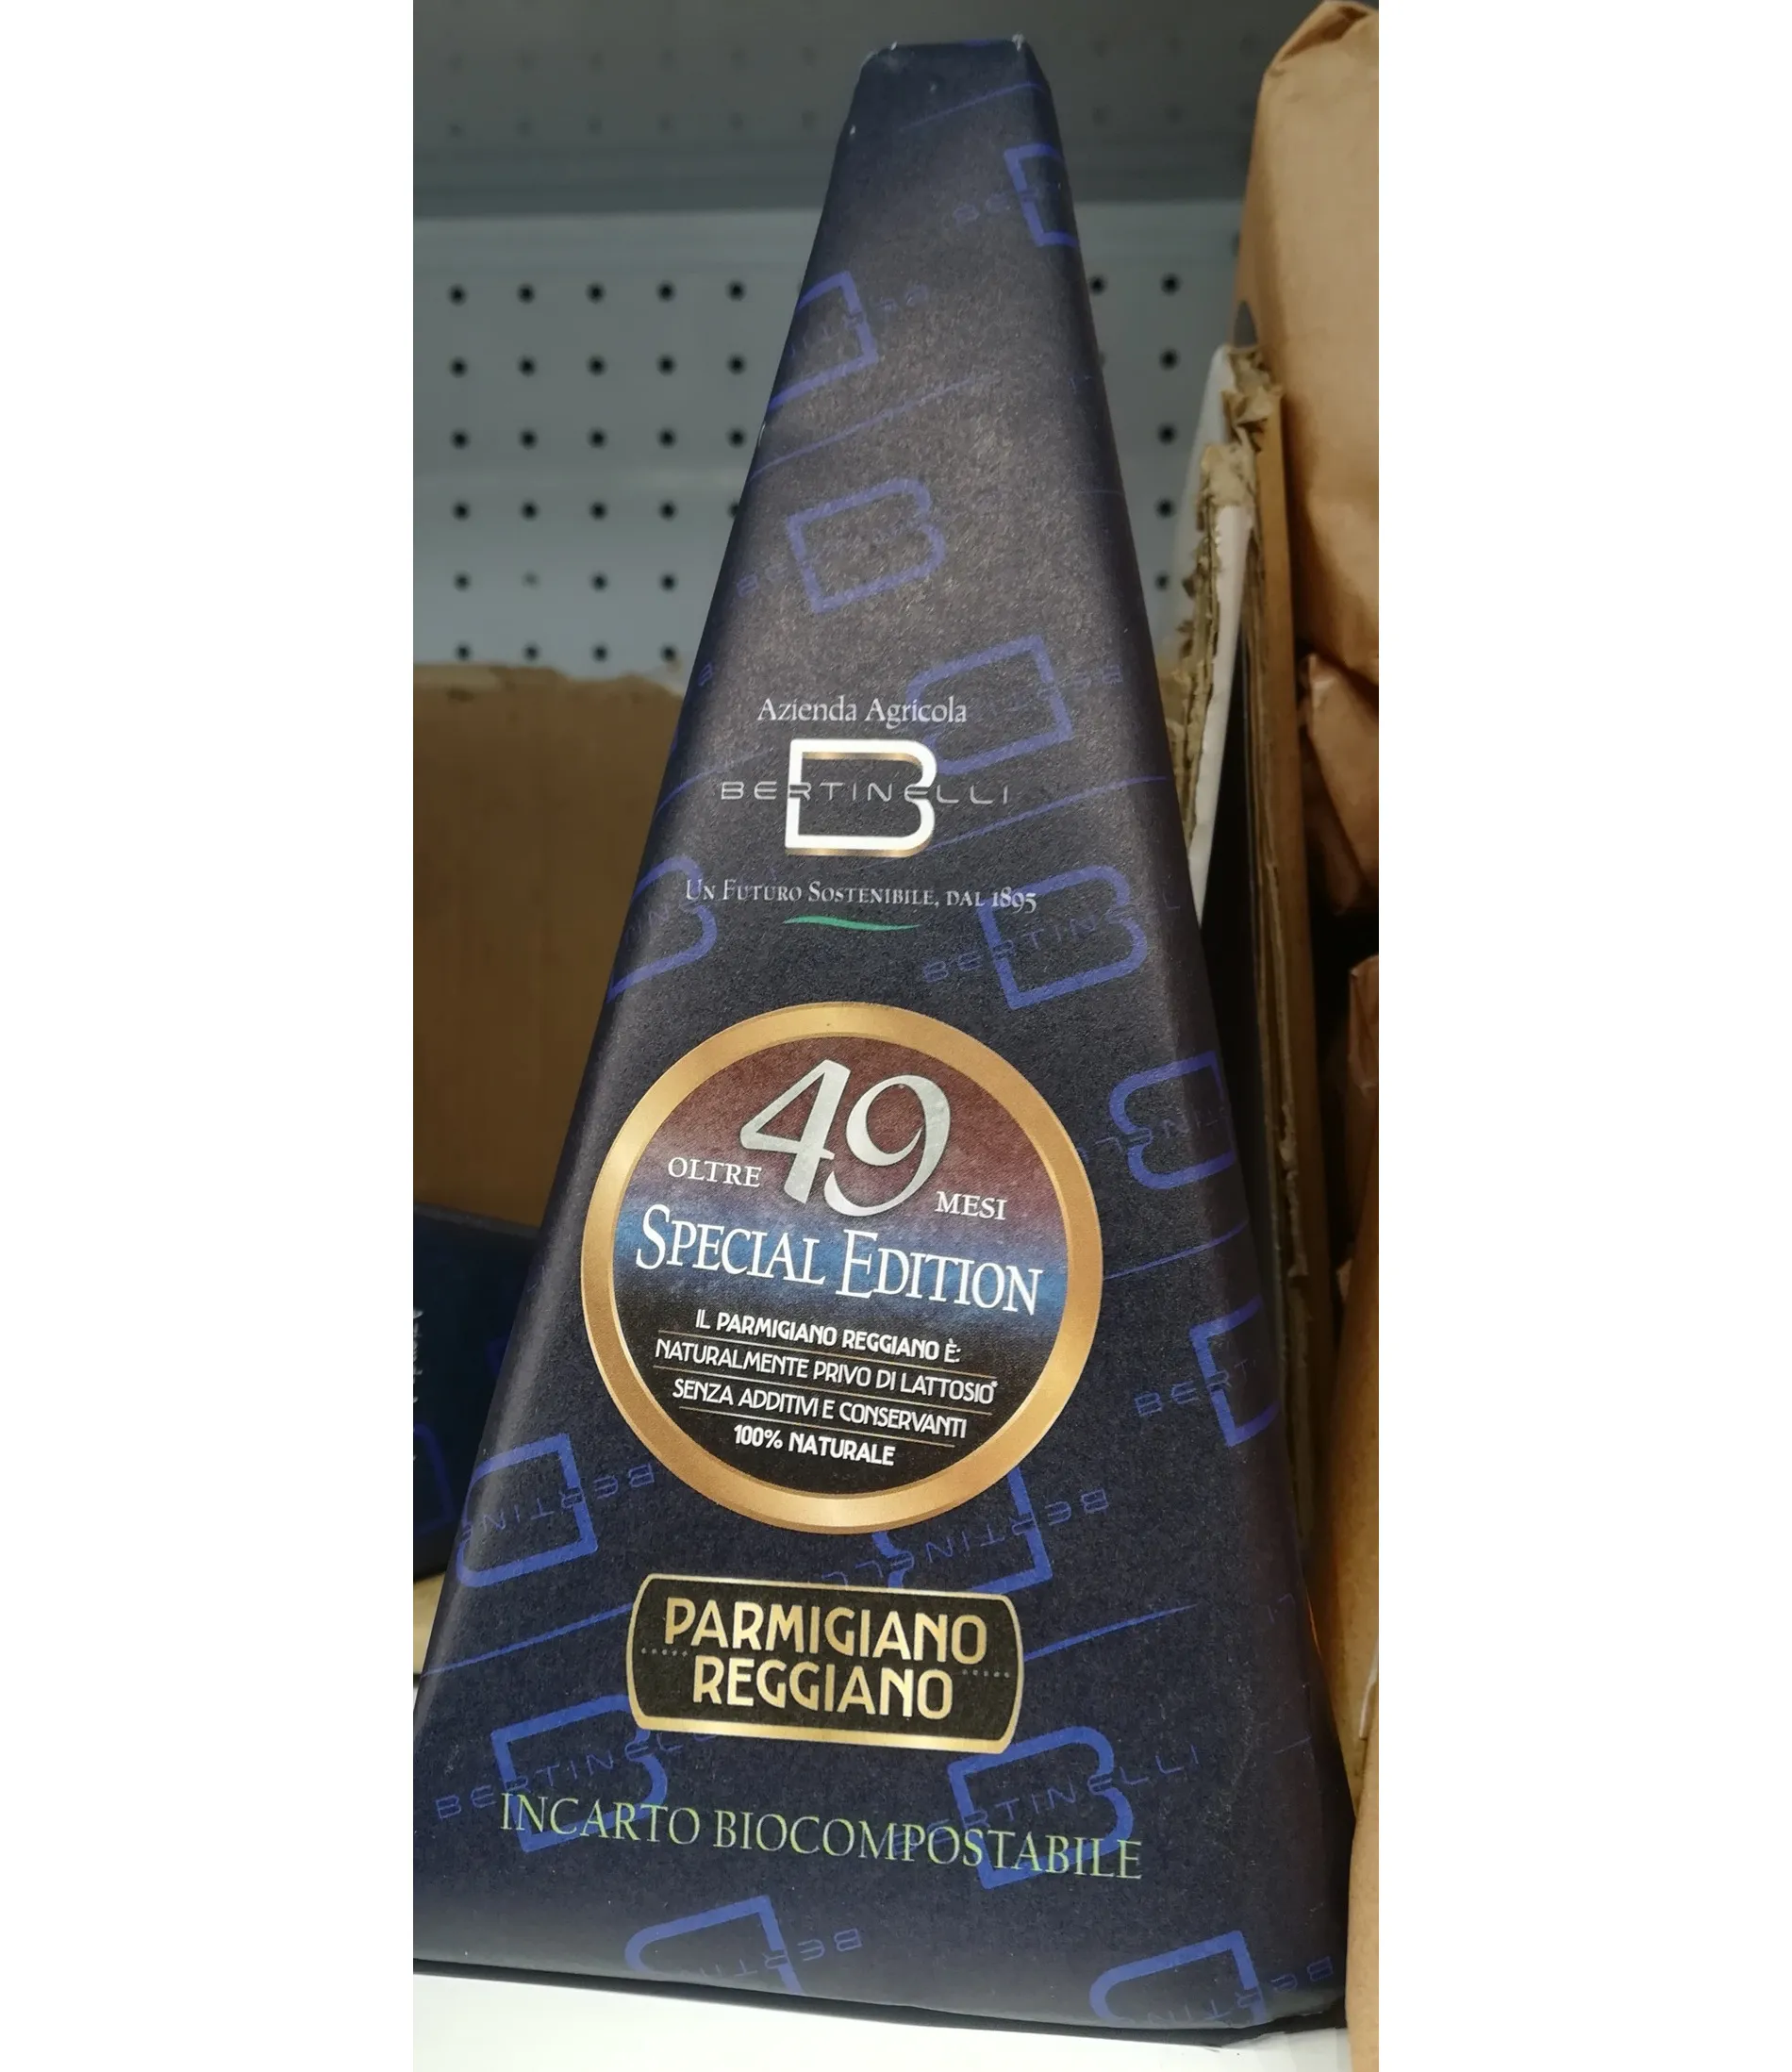 Azienda Agricola
BERTINELLI
Un Futuro Sostenibile, dal 1895
49
OLTRE
MESI
SPECIAL EDITION
IL PARMIGIANO REGGIANO È:
NATURALMENTE PRIVO DI LATTOSIO*
SENZA ADDITIVI E CONSERVANTI
100% NATURALE
PARMIGIANO
REGGIANO
INCARTO BIOCOMPOSTABILE